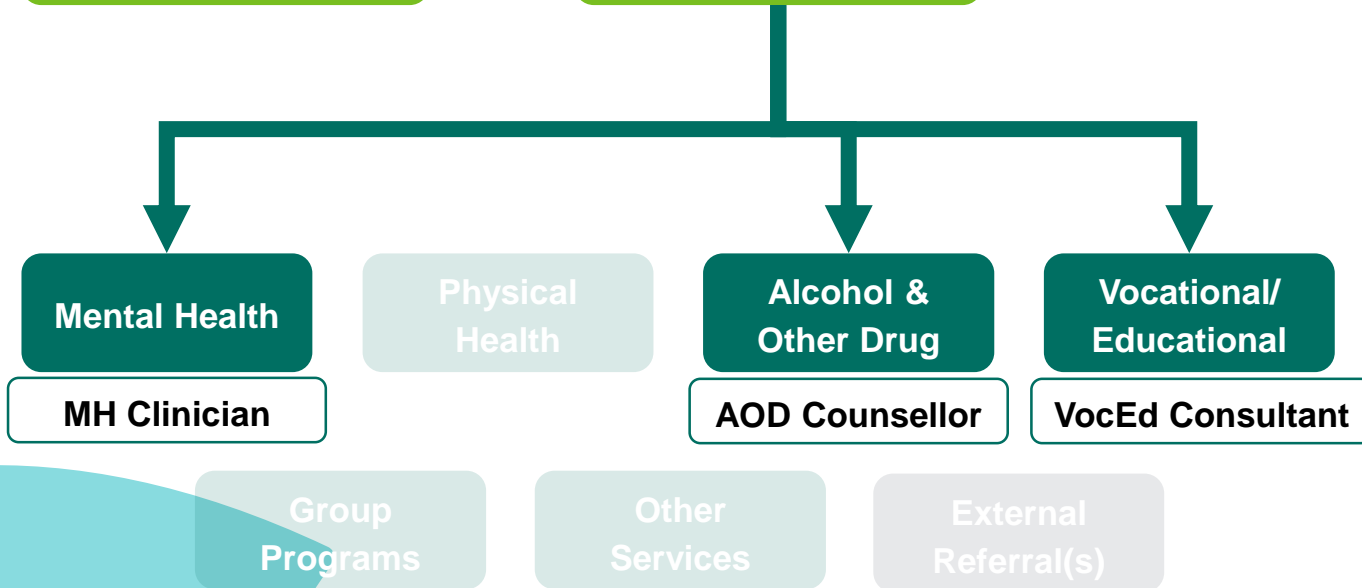 Mental Health
Physical
Health
Alcohol &
Other Drug
Vocational/
Educational
MH Clinician
AOD Counsellor
VocEd Consultant
Group
Programs
Other
Services
External
Referral(s)